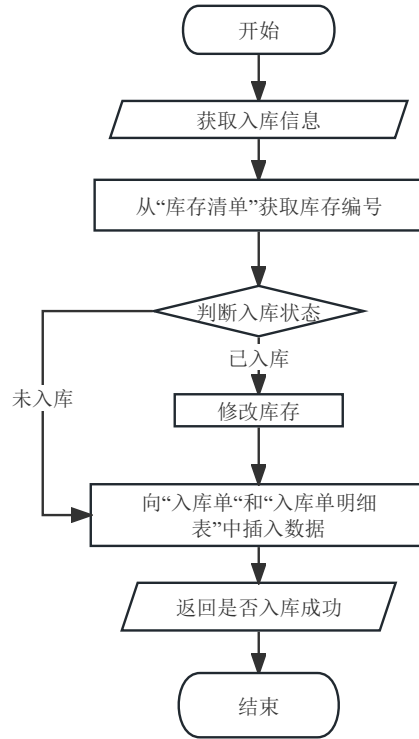 开始
获取入库信息
从“库存清单”获取库存编号
判断入库状态
已入库
未入库
修改库存
向“入库单“和“入库单明细
表”中插入数据
返回是否入库成功
结束